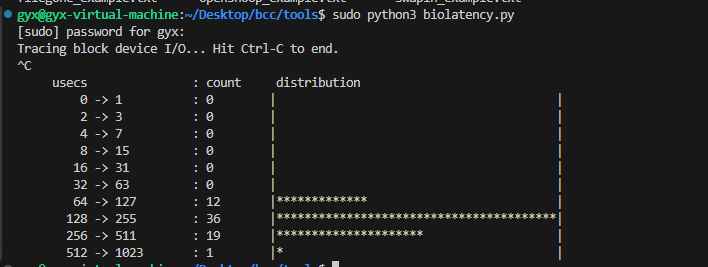 gyx@gyx-virtual-machine:~/Desktop/bcc/tools$ sudo python3 biolatency.py
[sudo] password for gyx:
Tracing block device I/O... Hit Ctrl-C to end.
^C
     usecs               : count     distribution
         0 -> 1          : 0        |                                        |
         2 -> 3          : 0        |                                        |
         4 -> 7          : 0        |                                        |
         8 -> 15         : 0        |                                        |
        16 -> 31         : 0        |                                        |
        32 -> 63         : 0        |                                        |
        64 -> 127        : 12       |*************                           |
       128 -> 255        : 36       |****************************************|
       256 -> 511        : 19       |*********************                   |
       512 -> 1023       : 1        |*                                       |